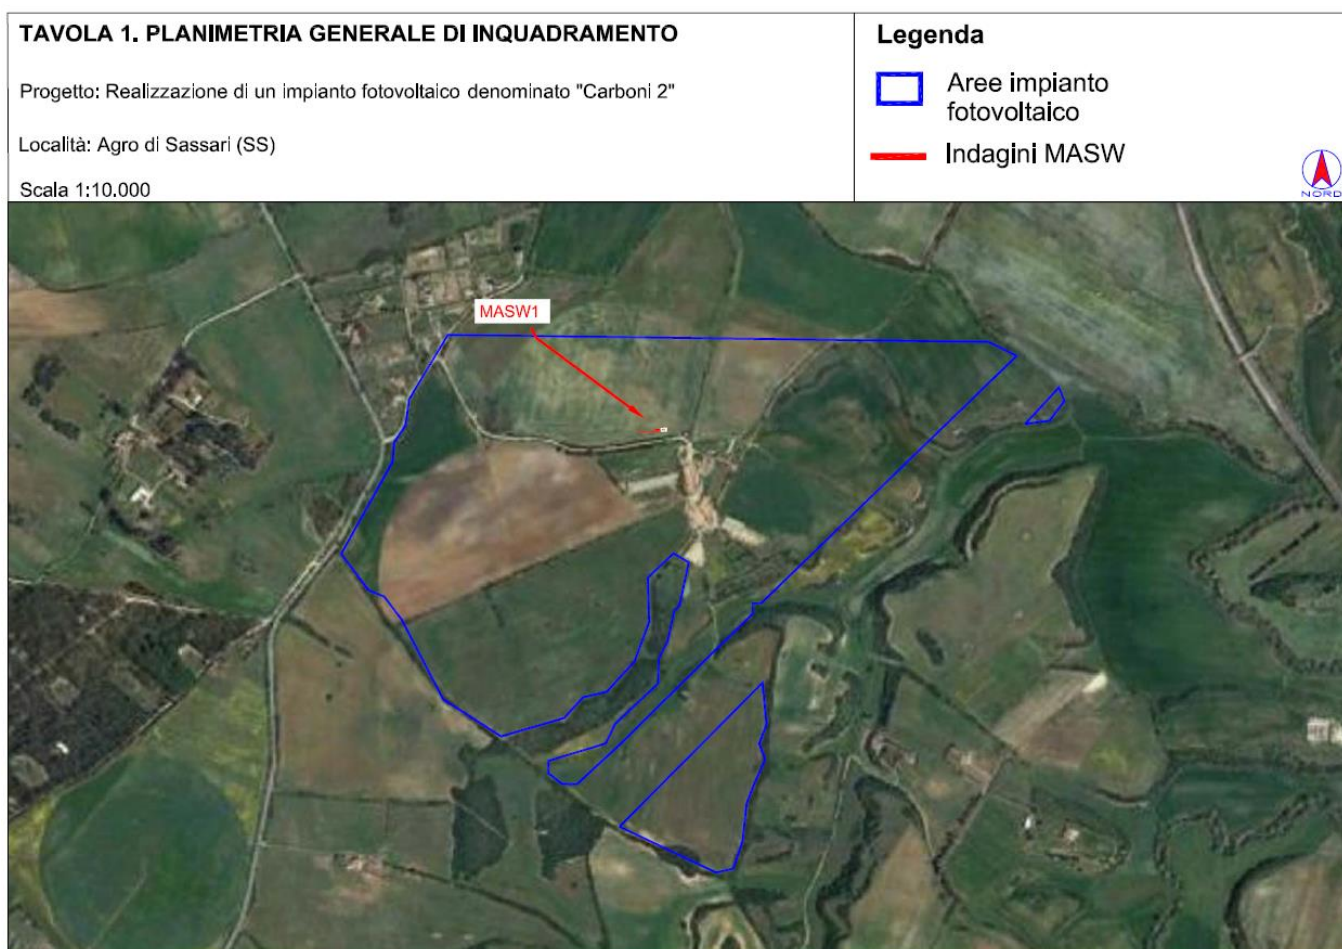 TAVOLA 1. PLANIMETRIA GENERALE DI INQUADRAMENTO
Progetto: Realizzazione di un impianto fotovoltaico denominato "Carboni 2"
Località: Agro di Sassari (SS)
Scala 1:10.000
Legenda
Aree impianto
fotovoltaico
Indagini MASW
NORD
MASW1